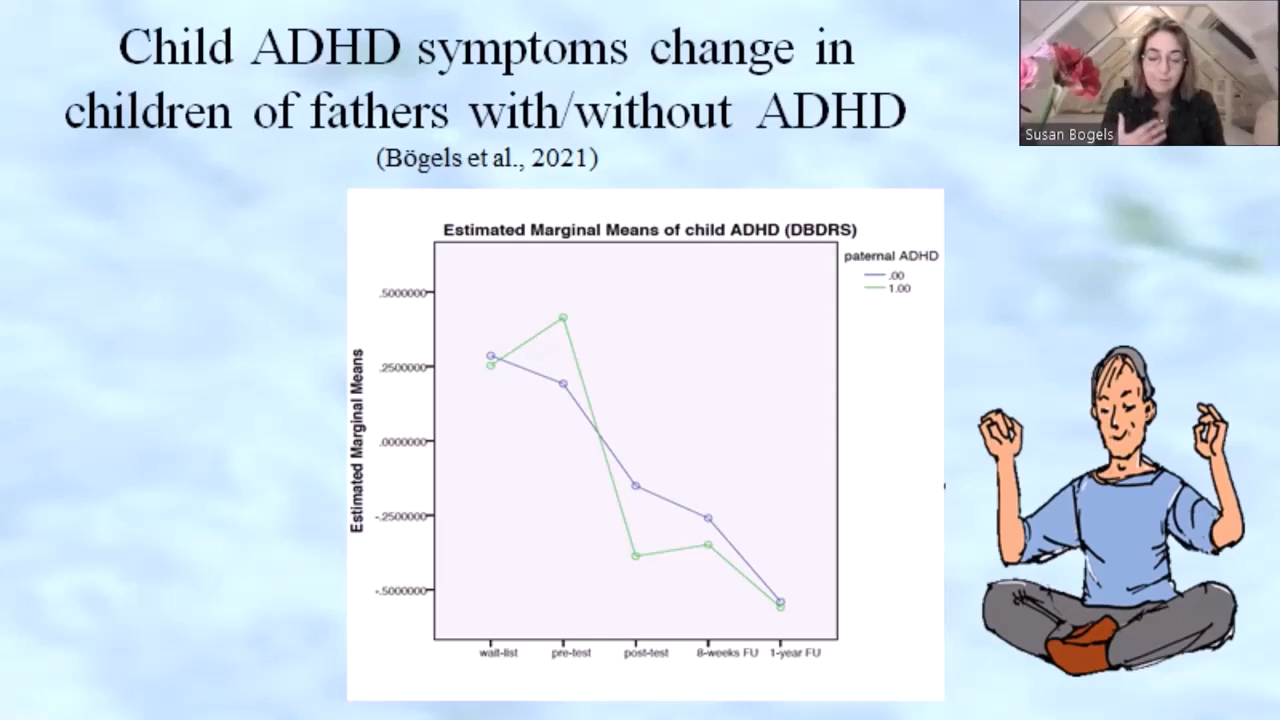 Child ADHD symptoms change in
children of fathers with/without ADHD
(Bögels et al., 2021)
Susan Bogels
Estimated Marginal Means of child ADHD (DBDRS)
paternal ADHD
.00
1.00
Estimated Marginal Means
.5000000
.2500000
.0000000
-.2500000
-.5000000
wait-list pre-test post-test 8-weeks FU 1-year FU